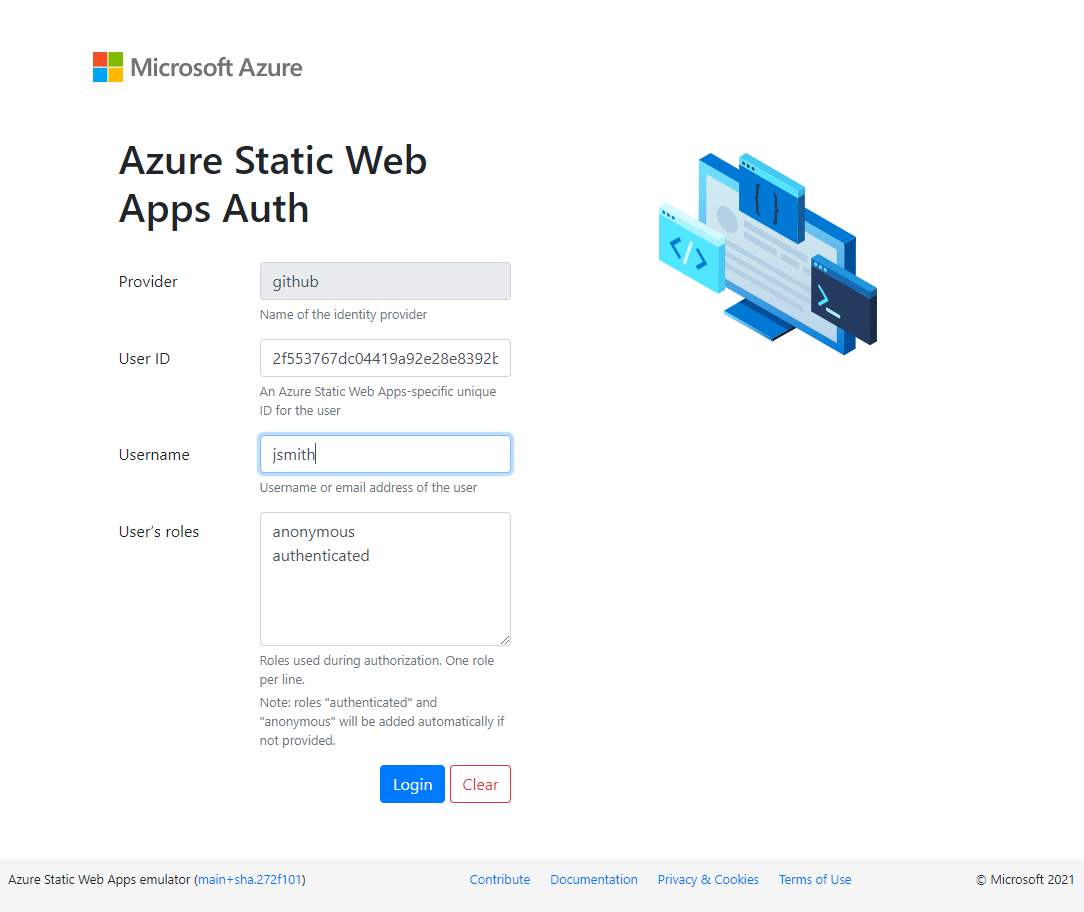 Microsoft Azure
Azure Static Web
Apps Auth
Provider
github
Name of the identity provider
User ID
2f553767dc04419a92e28e8392b
An Azure Static Web Apps-specific unique
ID for the user
Username
jsmith
Username or email address of the user
User's roles
anonymous
authenticated
Roles used during authorization. One role
per line.
Note: roles "authenticated" and
"anonymous" will be added automatically if
not provided.
Login Clear
{ }
</>
>_
Azure Static Web Apps emulator (main+sha.272f101) Contribute Documentation Privacy & Cookies Terms of Use © Microsoft 2021